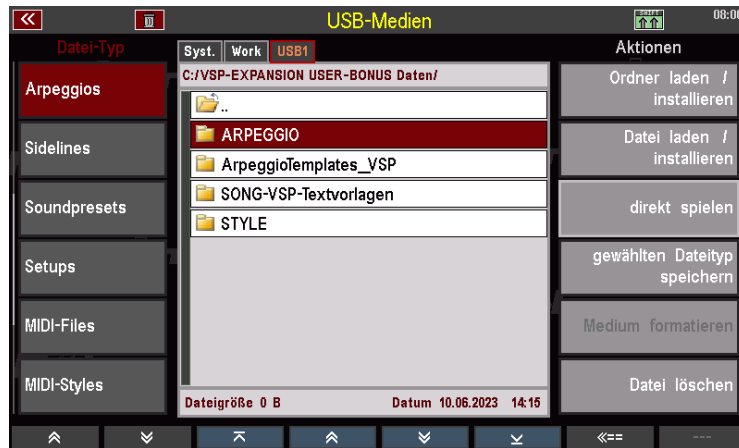 USB-Medien
SHIFT
08:00
Datei-Typ
Syst. Work USB1
Aktionen
C:/VSP-EXPANSION USER-BONUS Daten/
Arpeggios
Sidelines
Soundpresets
Setups
MIDI-Files
MIDI-Styles
..
ARPEGGIO
ArpeggioTemplates_VSP
SONG-VSP-Textvorlagen
STYLE
Dateigröße 0 B
Datum 10.06.2023 14:15
Ordner laden /
installieren
Datei laden /
installieren
direkt spielen
gewählten Dateityp
speichern
Medium formatieren
Datei löschen
«==
---